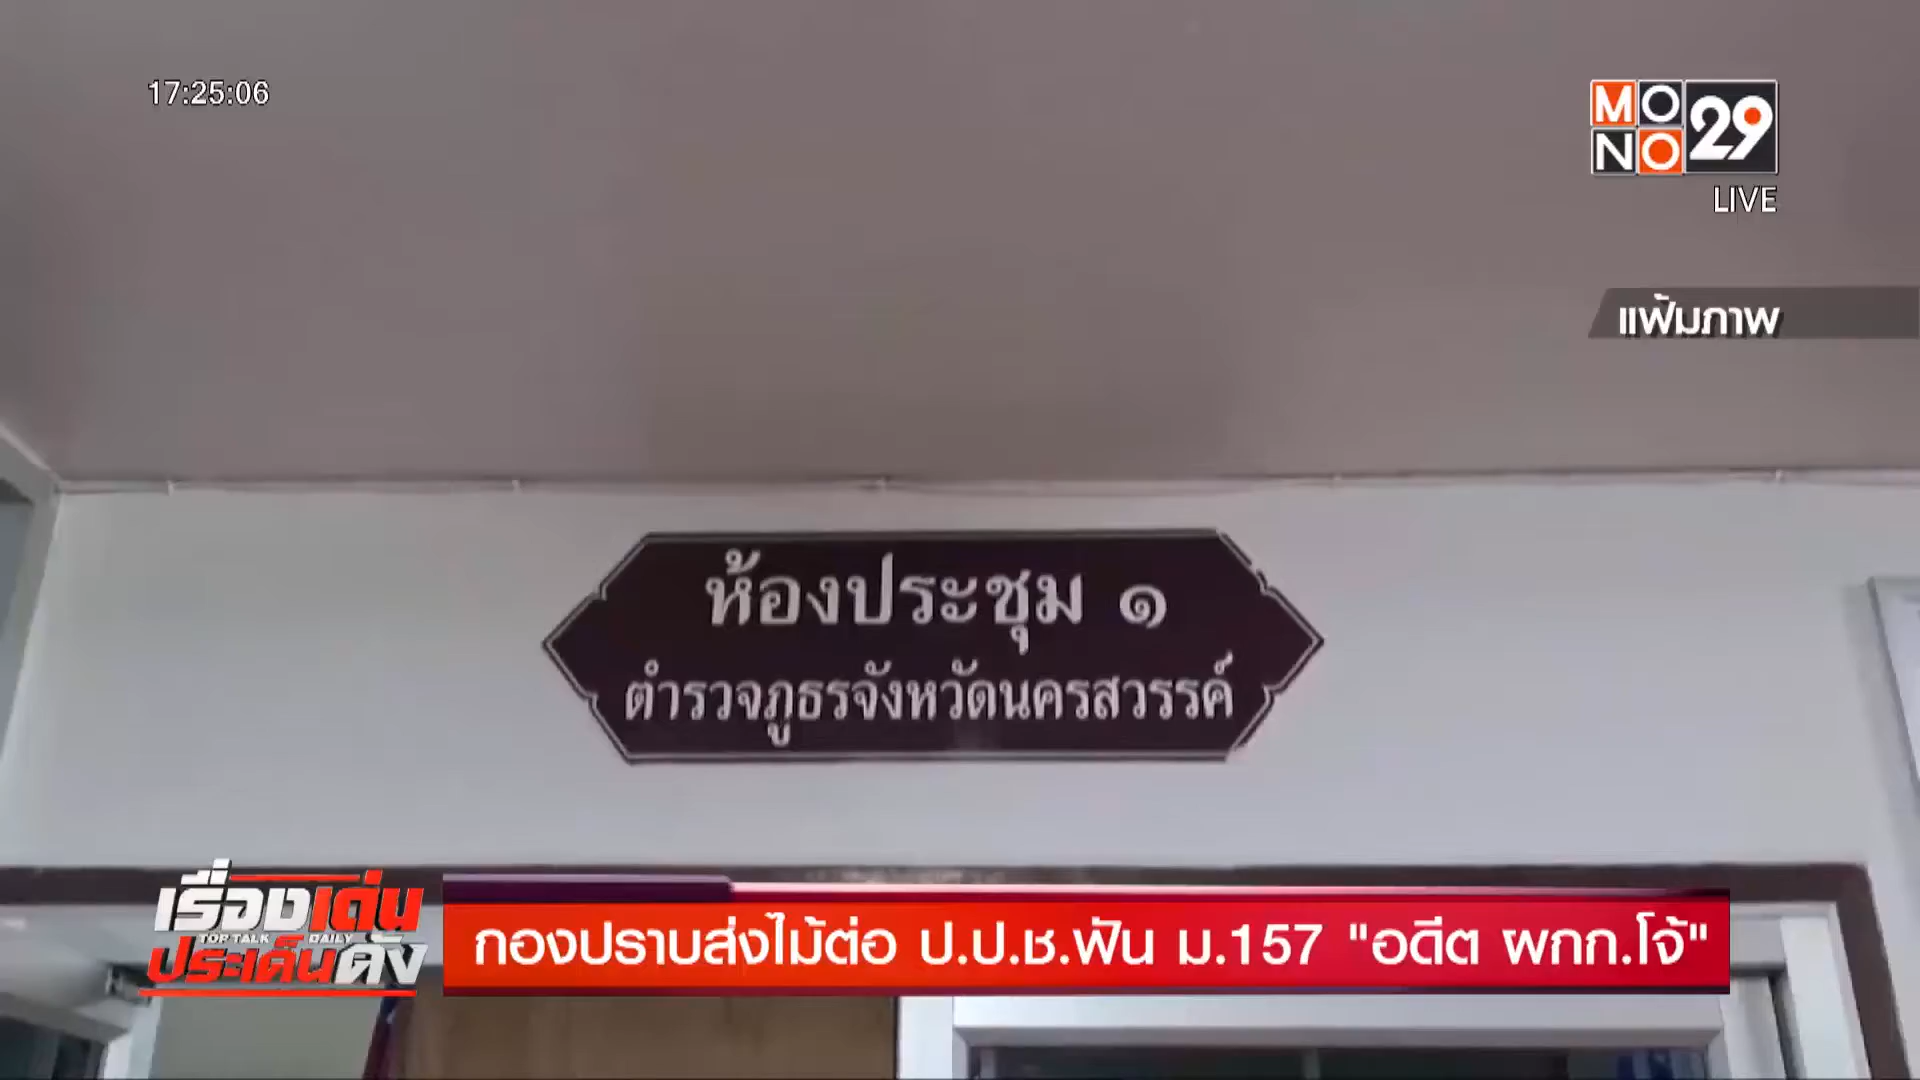 17:25:06
MONO 29
LIVE
แฟ้มภาพ
ห้องประชุม ๑
ตำรวจภูธรจังหวัดนครสวรรค์
เรื่องเด่น
TOP TALK DAILY
ประเด็นดัง
กองปราบส่งไม้ต่อ ป.ป.ช.ฟัน ม.157 "อดีต ผกก.โจ้"